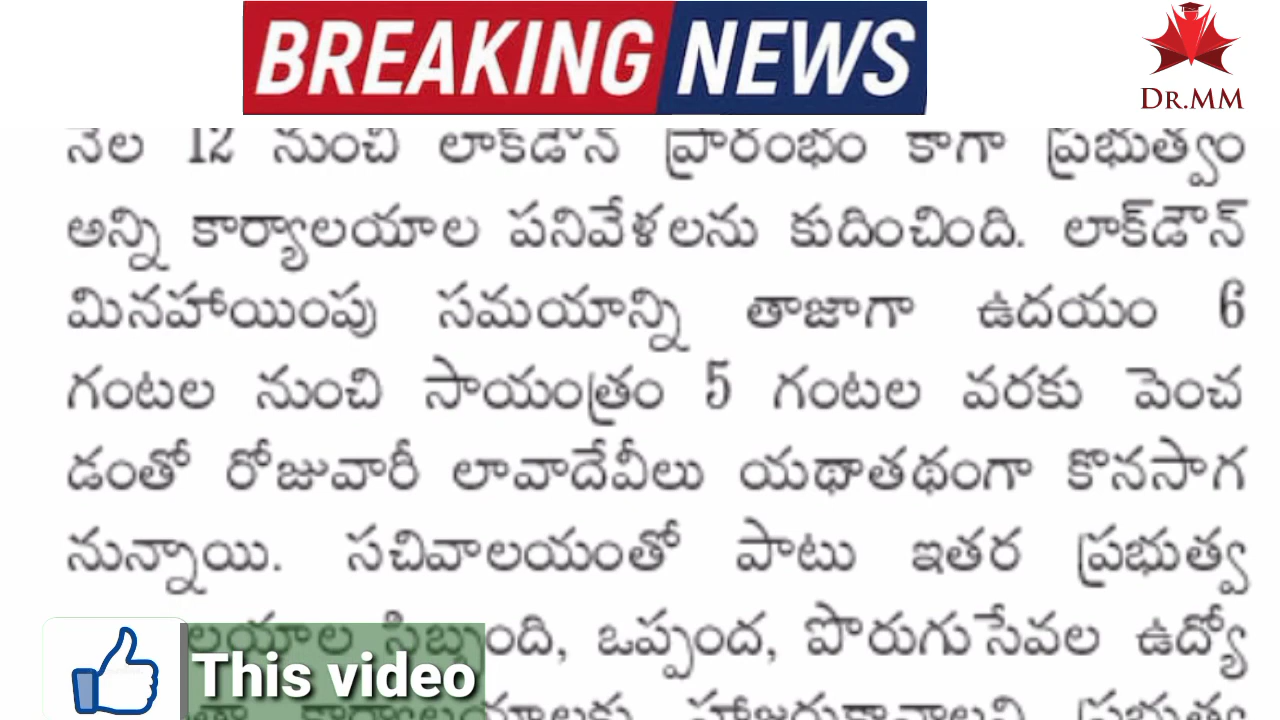 BREAKING NEWS
DR.MM
నెల 12 నుంచి లాక్‌డౌన్ ప్రారంభం కాగా ప్రభుత్వం
అన్ని కార్యాలయాల పనివేళలను కుదించింది. లాక్‌డౌన్
మినహాయింపు సమయాన్ని తాజాగా ఉదయం 6
గంటల నుంచి సాయంత్రం 5 గంటల వరకు పెంచ
డంతో రోజువారీ లావాదేవీలు యథాతథంగా కొనసాగ
నున్నాయి. సచివాలయంతో పాటు ఇతర ప్రభుత్వ
సిబ్బంది, ఒప్పంద, పొరుగుసేవల ఉద్యో
This video